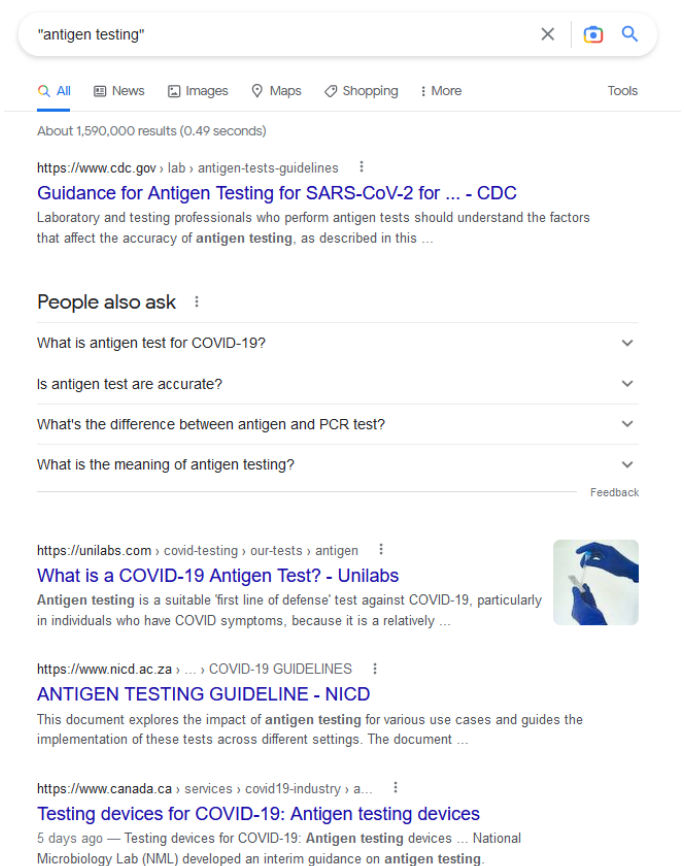 "antigen testing"
All News Images Maps Shopping More Tools
About 1,590,000 results (0.49 seconds)
https://www.cdc.gov › lab › antigen-tests-guidelines
Guidance for Antigen Testing for SARS-CoV-2 for ... - CDC
Laboratory and testing professionals who perform antigen tests should understand the factors
that affect the accuracy of antigen testing, as described in this ...
People also ask
What is antigen test for COVID-19?
Is antigen test are accurate?
What's the difference between antigen and PCR test?
What is the meaning of antigen testing?
Feedback
https://unilabs.com › covid-testing › our-tests › antigen
What is a COVID-19 Antigen Test? - Unilabs
Antigen testing is a suitable 'first line of defense' test against COVID-19, particularly
in individuals who have COVID symptoms, because it is a relatively ...
https://www.nicd.ac.za › ... › COVID-19 GUIDELINES
ANTIGEN TESTING GUIDELINE - NICD
This document explores the impact of antigen testing for various use cases and guides the
implementation of these tests across different settings. The document ...
https://www.canada.ca › services › covid19-industry › a...
Testing devices for COVID-19: Antigen testing devices
5 days ago — Testing devices for COVID-19: Antigen testing devices ... National
Microbiology Lab (NML) developed an interim guidance on antigen testing.